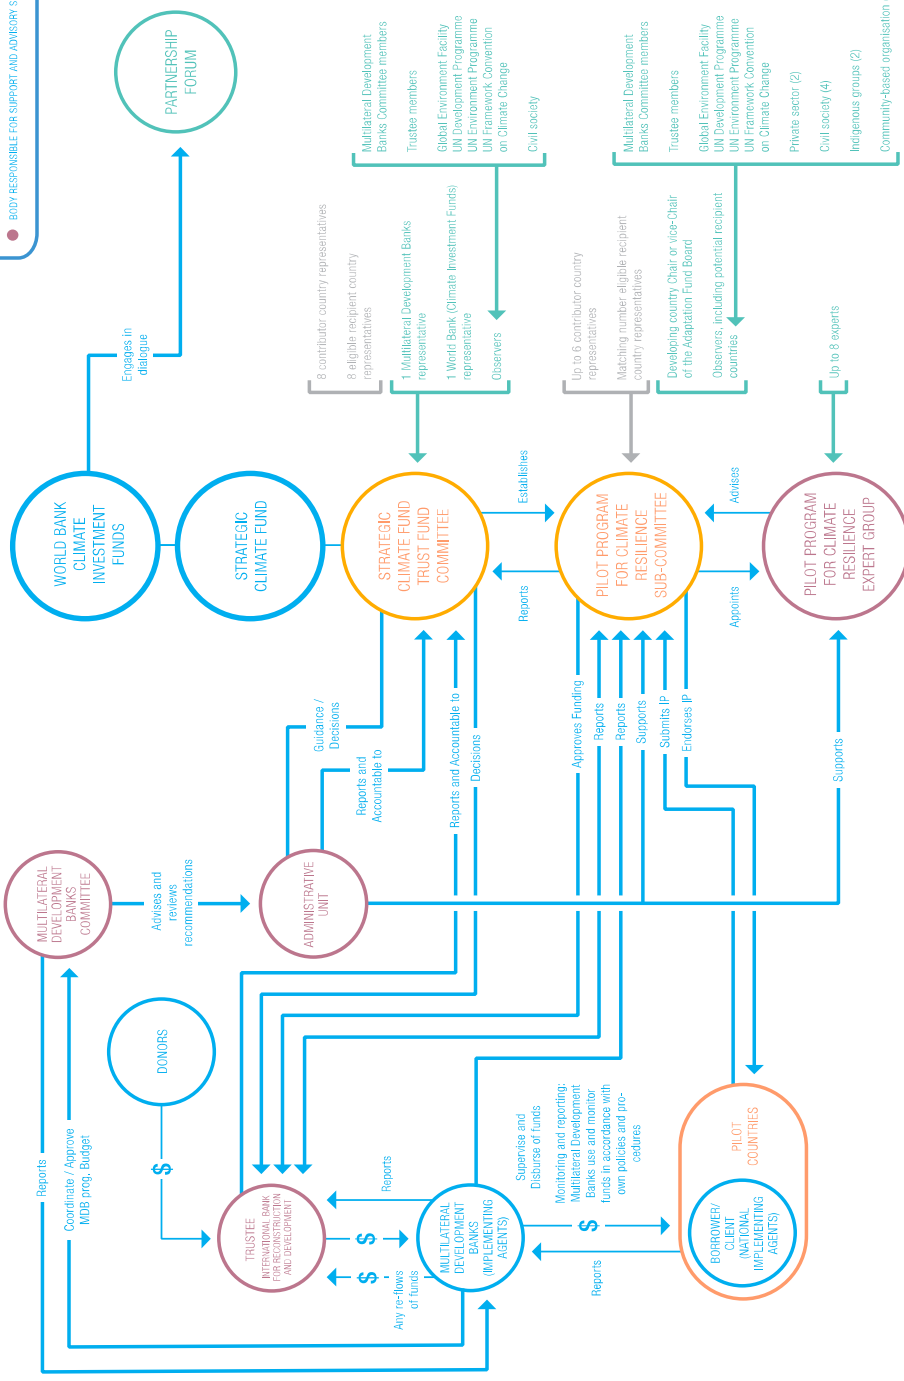 BODY RESPONSIBLE FOR SUPPORT AND ADVISORY
PARTNERSHIP
FORUM
Engages in
dialogue
WORLD BANK
CLIMATE
INVESTMENT
FUNDS
STRATEGIC
CLIMATE FUND
STRATEGIC
CLIMATE FUND
TRUST FUND
COMMITTEE
8 contributor country representatives
8 eligible recipient country
representatives
1 Multilateral Development Banks
representative
1 World Bank (Climate Investment Funds)
representative
Observers
Multilateral Development
Banks Committee members
Trustee members
Global Environment Facility
UN Development Programme
UN Environment Programme
UN Framework Convention
on Climate Change
Civil society
Establishes
Reports
PILOT PROGRAM
FOR CLIMATE
RESILIENCE
SUB-COMMITTEE
Up to 6 contributor country
representatives
Matching number eligible recipient
country representatives
Developing country Chair or vice-Chair
of the Adaptation Fund Board
Observers, including potential recipient
countries
Multilateral Development
Banks Committee members
Trustee members
Global Environment Facility
UN Development Programme
UN Environment Programme
UN Framework Convention
on Climate Change
Private sector (2)
Civil society (4)
Indigenous groups (2)
Community-based organisation
Advises
Appoints
PILOT PROGRAM
FOR CLIMATE
RESILIENCE
EXPERT GROUP
Up to 8 experts
MULTILATERAL
DEVELOPMENT
BANKS
COMMITTEE
Advises and
reviews
recommendations
ADMINISTRATIVE
UNIT
Guidance /
Decisions
Reports and
Accountable to
Reports and Accountable to
Decisions
Approves Funding
Reports
Reports
Supports
Submits IP
Endorses IP
Supports
DONORS
$
Reports
Coordinate / Approve
MDB prog. Budget
TRUSTEE
INTERNATIONAL BANK
FOR RECONSTRUCTION
AND DEVELOPMENT
Reports
$
$
Any re-flows
of funds
MULTILATERAL
DEVELOPMENT
BANKS
(IMPLEMENTING
AGENTS)
Supervise and
Disburse of funds
Monitoring and reporting:
Multilateral Development
Banks use and monitor
funds in accordance with
own policies and pro-
cedures
$
Reports
PILOT
COUNTRIES
BORROWER/
CLIENT
(NATIONAL
IMPLEMENTING
AGENTS)